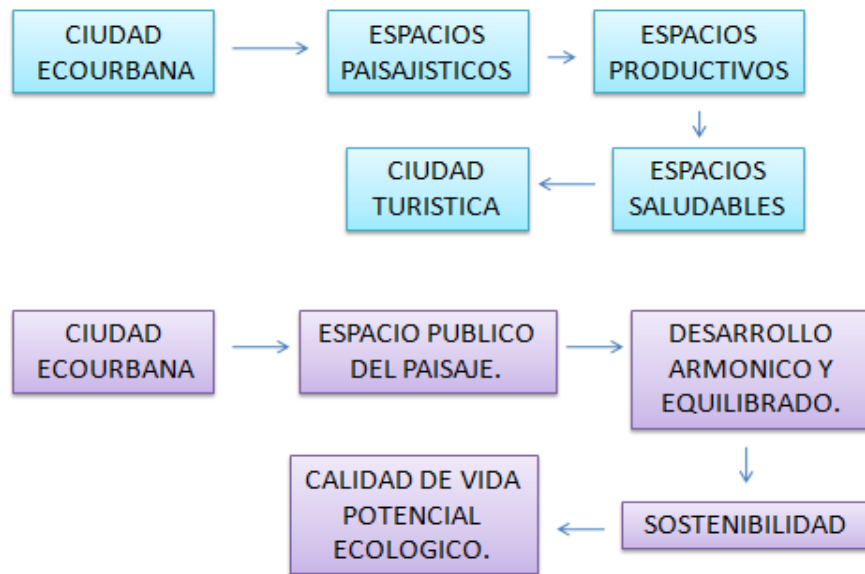 CIUDAD
ECOURBANA
ESPACIOS
PAISAJISTICOS
ESPACIOS
PRODUCTIVOS
ESPACIOS
SALUDABLES
CIUDAD
TURISTICA
CIUDAD
ECOURBANA
ESPACIO PUBLICO
DEL PAISAJE.
DESARROLLO
ARMONICO Y
EQUILIBRADO.
SOSTENIBILIDAD
CALIDAD DE VIDA
POTENCIAL
ECOLOGICO.